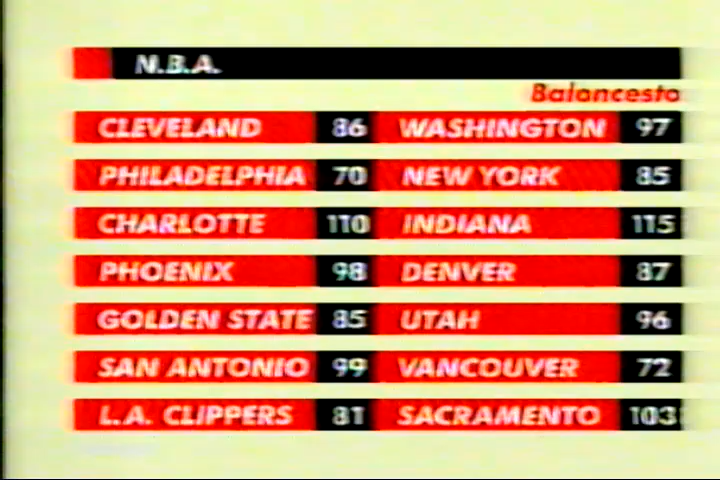 N.B.A.
Baloncesto
CLEVELAND 86 WASHINGTON 97
PHILADELPHIA 70 NEW YORK 85
CHARLOTTE 110 INDIANA 115
PHOENIX 98 DENVER 87
GOLDEN STATE 85 UTAH 96
SAN ANTONIO 99 VANCOUVER 72
L.A. CLIPPERS 81 SACRAMENTO 103